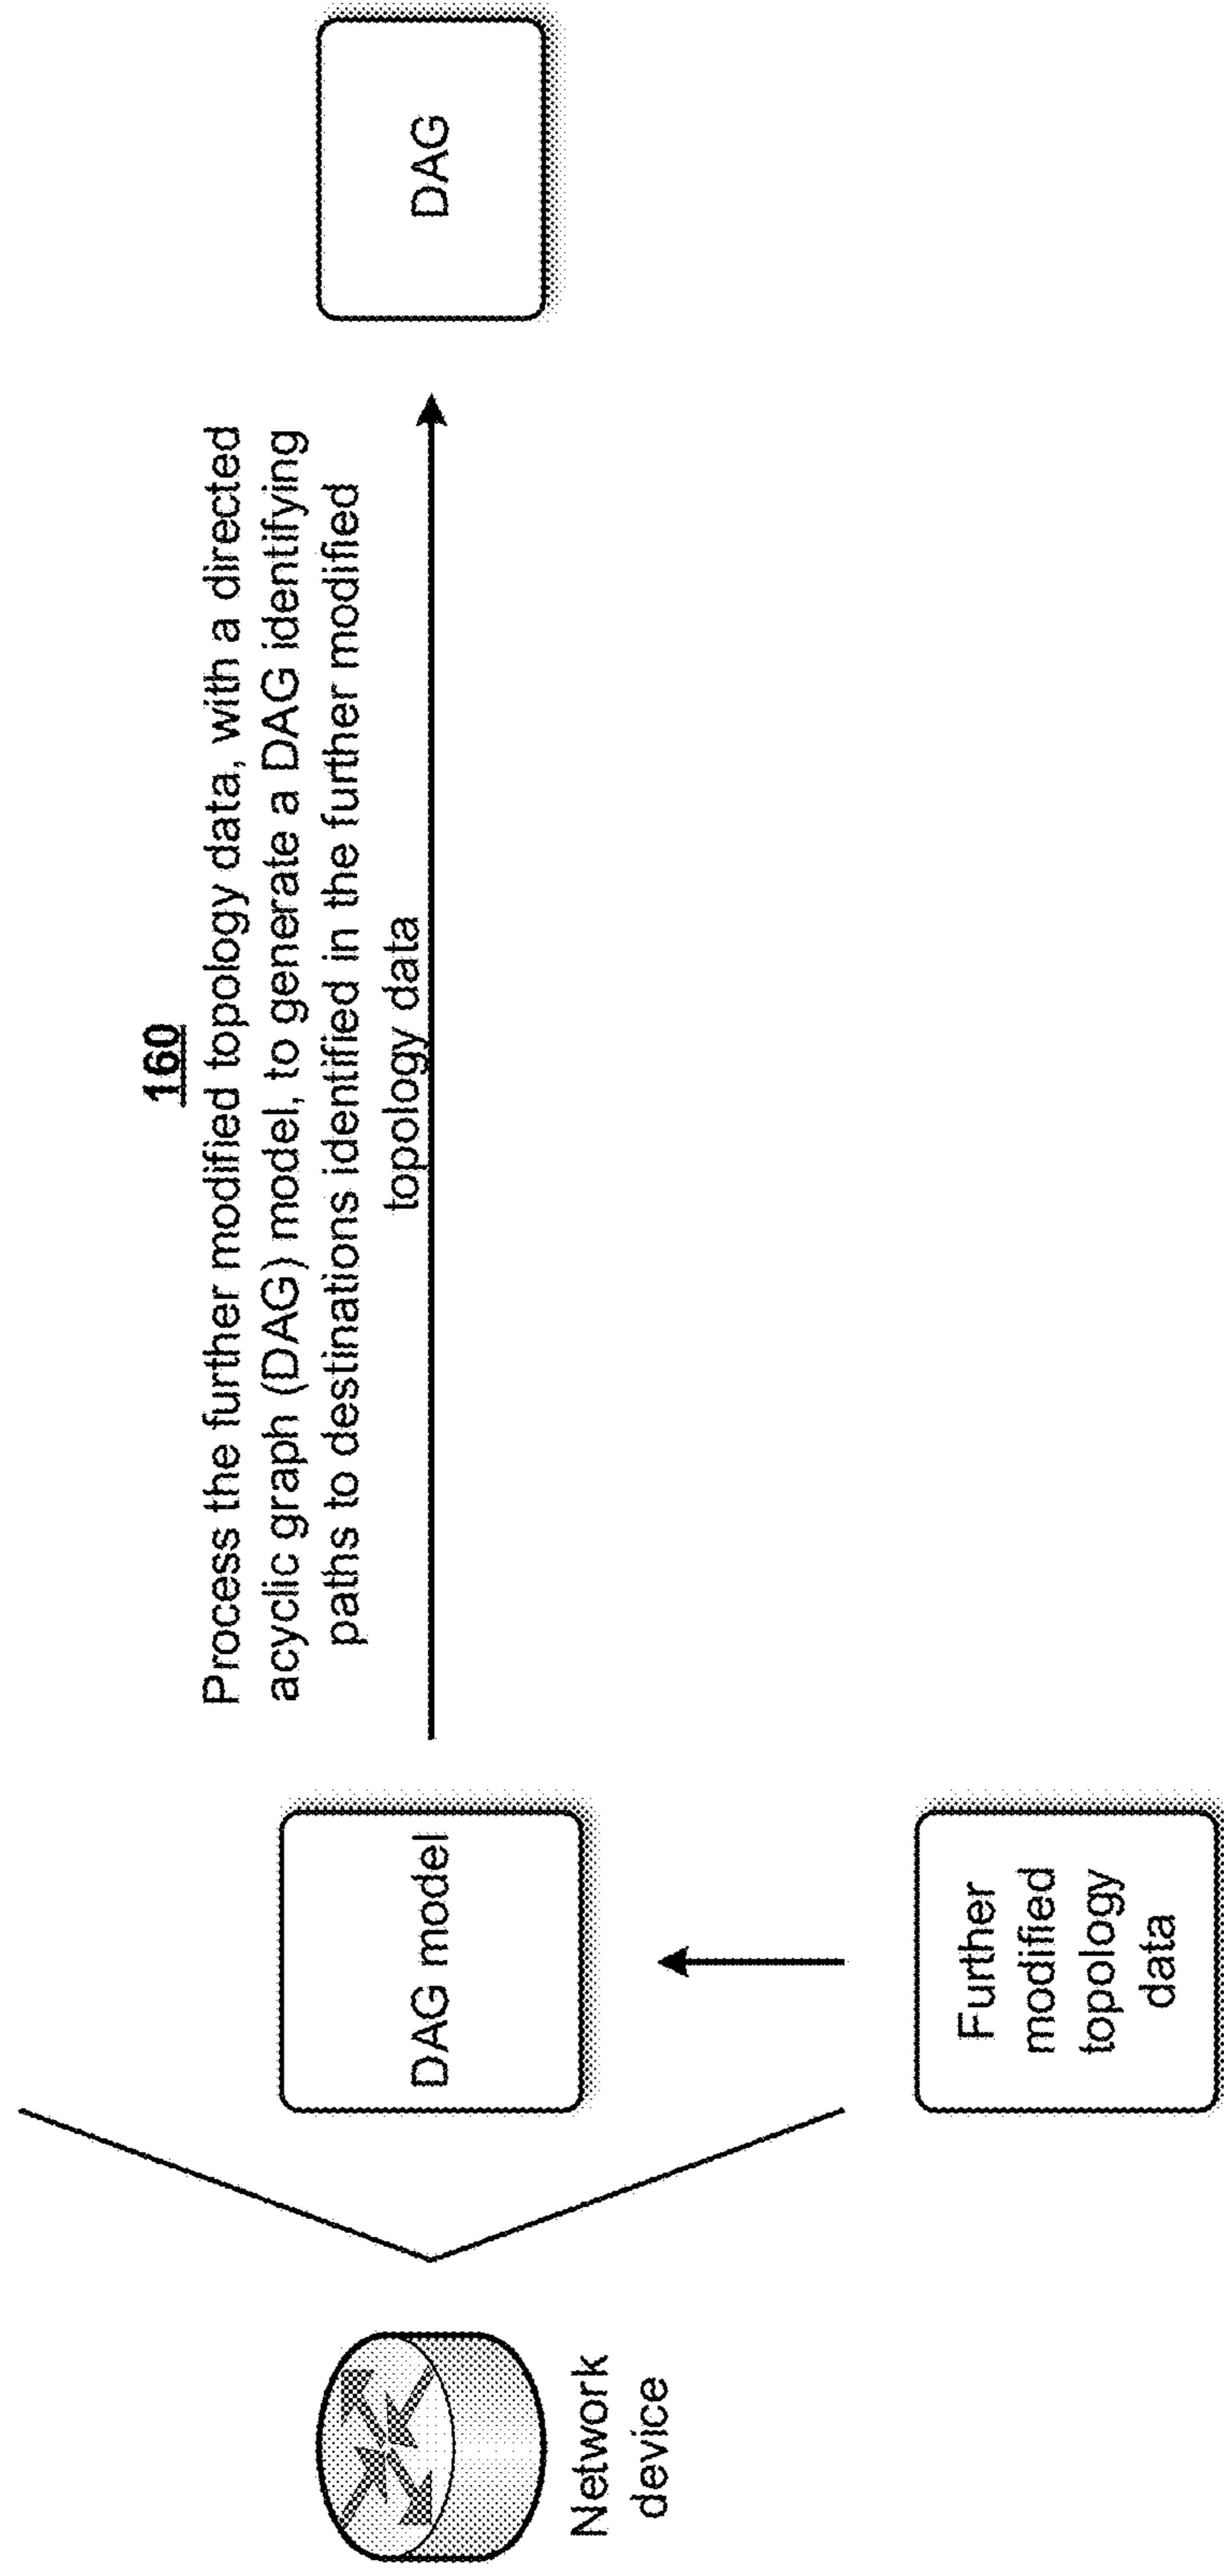 160
Process the further modified topology data, with a directed
acyclic graph (DAG) model, to generate a DAG identifying
paths to destinations identified in the further modified
topology data
Network
device
DAG model
DAG
Further
modified
topology
data